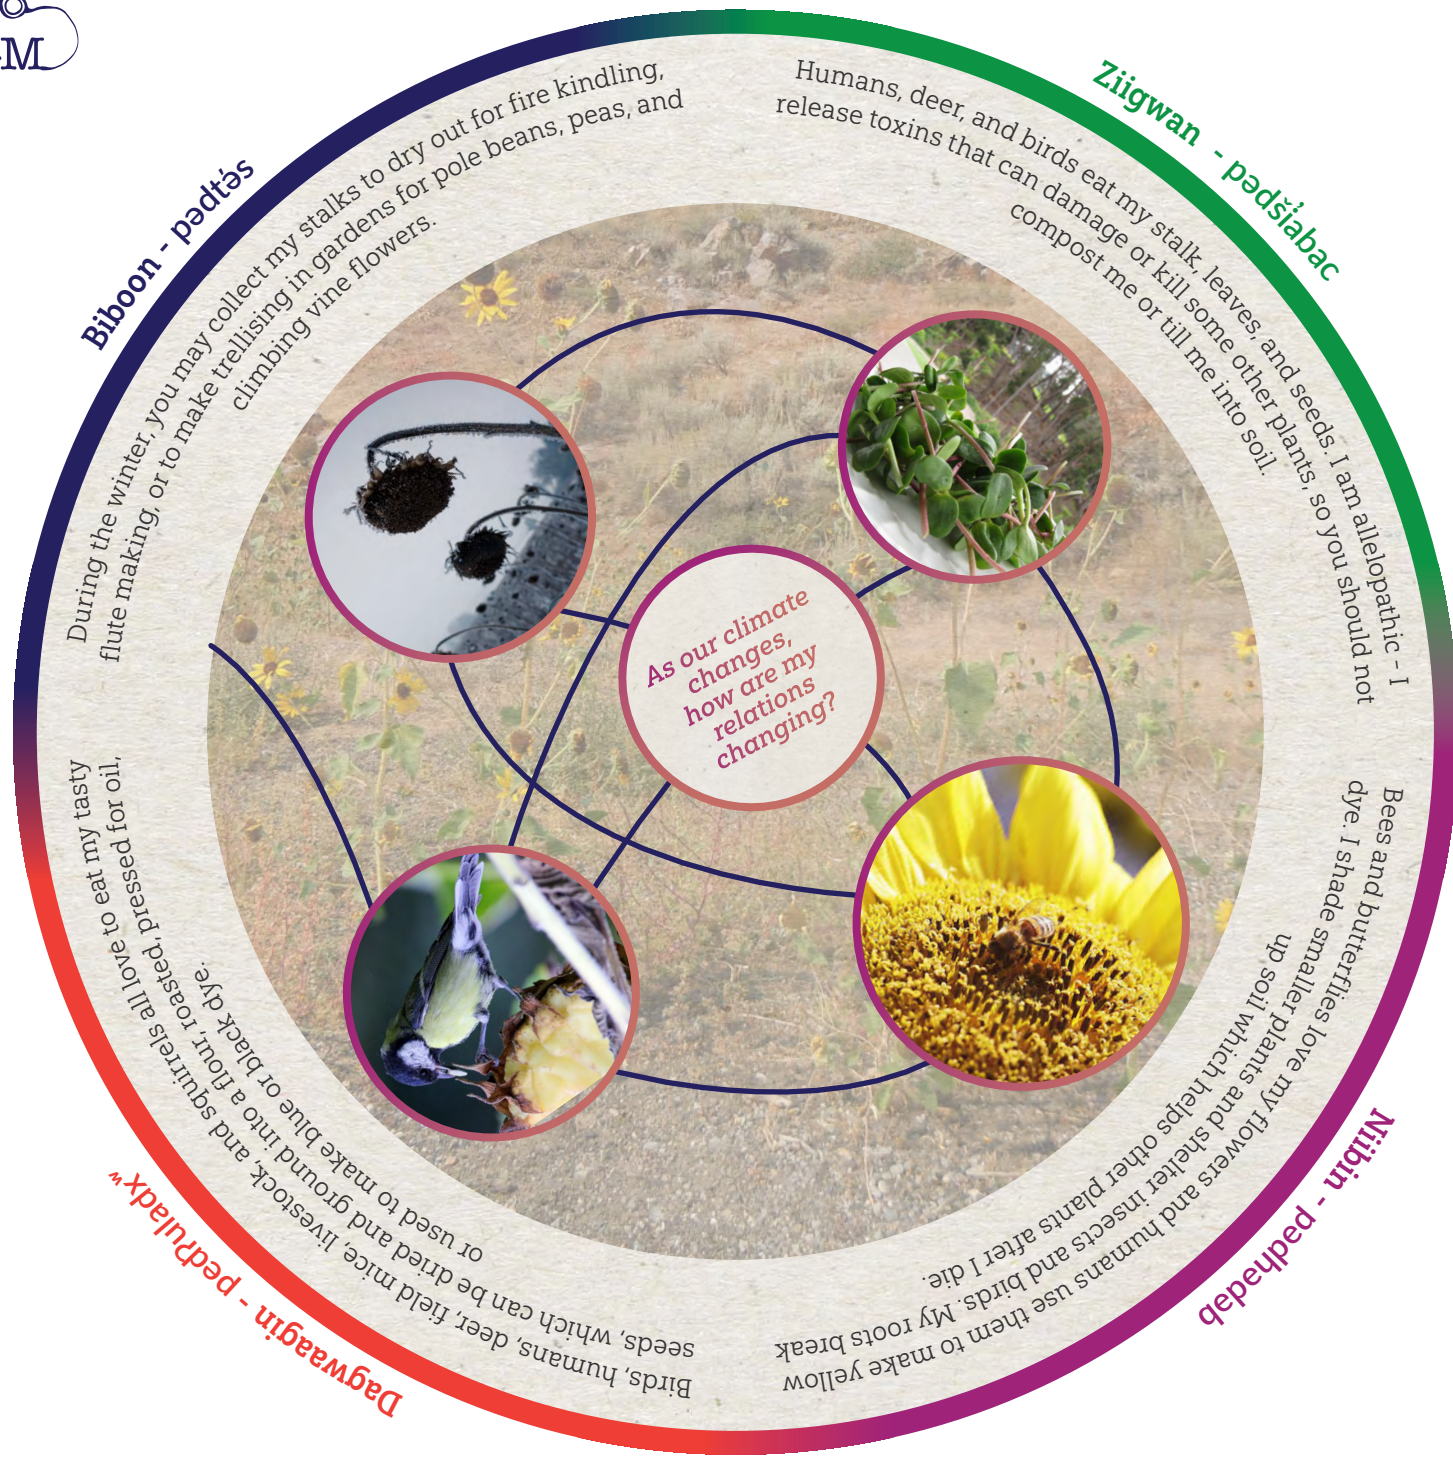 M
Biboon - pədt̓əs
During the winter, you may collect my stalks to dry out for fire kindling,
flute making, or to make trellising in gardens for pole beans, peas, and
climbing vine flowers.
Ziigwan - pədšic̓əbac
Humans, deer, and birds eat my stalk, leaves, and seeds. I am allelopathic - I
release toxins that can damage or kill some other plants, so you should not
compost me or till me into soil.
Niibin - pədhədəb
Bees and butterflies love my flowers and humans use them to make yellow
dye. I shade smaller plants and shelter insects and birds. My roots break
up soil which helps other plants after I die.
Dagwaagin -
Birds, humans, deer, field mice, livestock, and squirrels all love to eat my tasty
seeds, which can be dried and ground into a flour, roasted, pressed for oil,
or used to make blue or black dye.
As our climate
changes,
how are my
relations
changing?